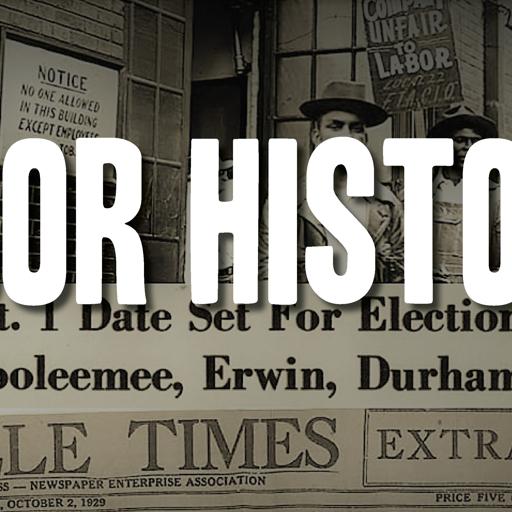 NOTICE
NO ONE ALLOWED
IN THIS BUILDING
EXCEPT EMPLOYEES
COMPANY
UNFAIR
TO
LABOR
OR HISTO
t. 1 Date Set For Election
ooleemee, Erwin, Durham
LE TIMES
EXTRA
SS — NEWSPAPER ENTERPRISE ASSOCIATION
, OCTOBER 2, 1929
PRICE FIVE